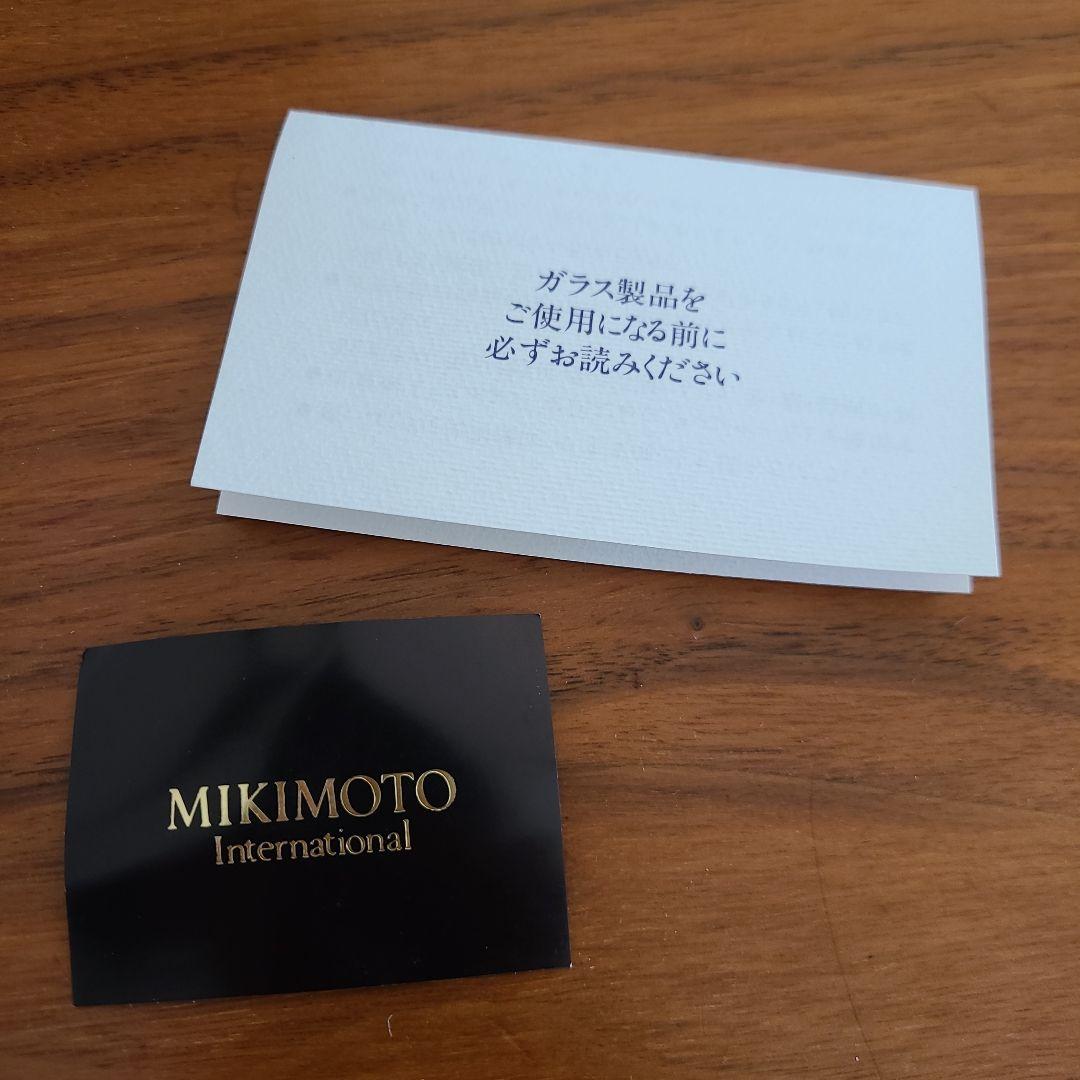 ガラス製品を
ご使用になる前に
必ずお読みください
MIKIMOTO
International